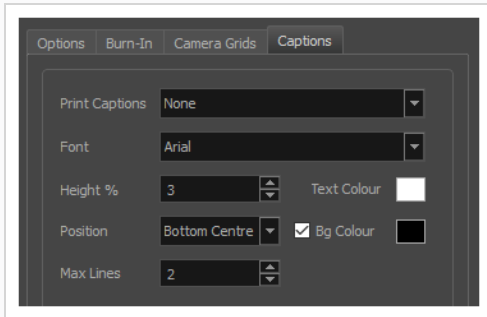 Options Burn-In Camera Grids Captions
Print Captions None
Font Arial
Height % 3 Text Colour
Position Bottom Centre Bg Colour
Max Lines 2